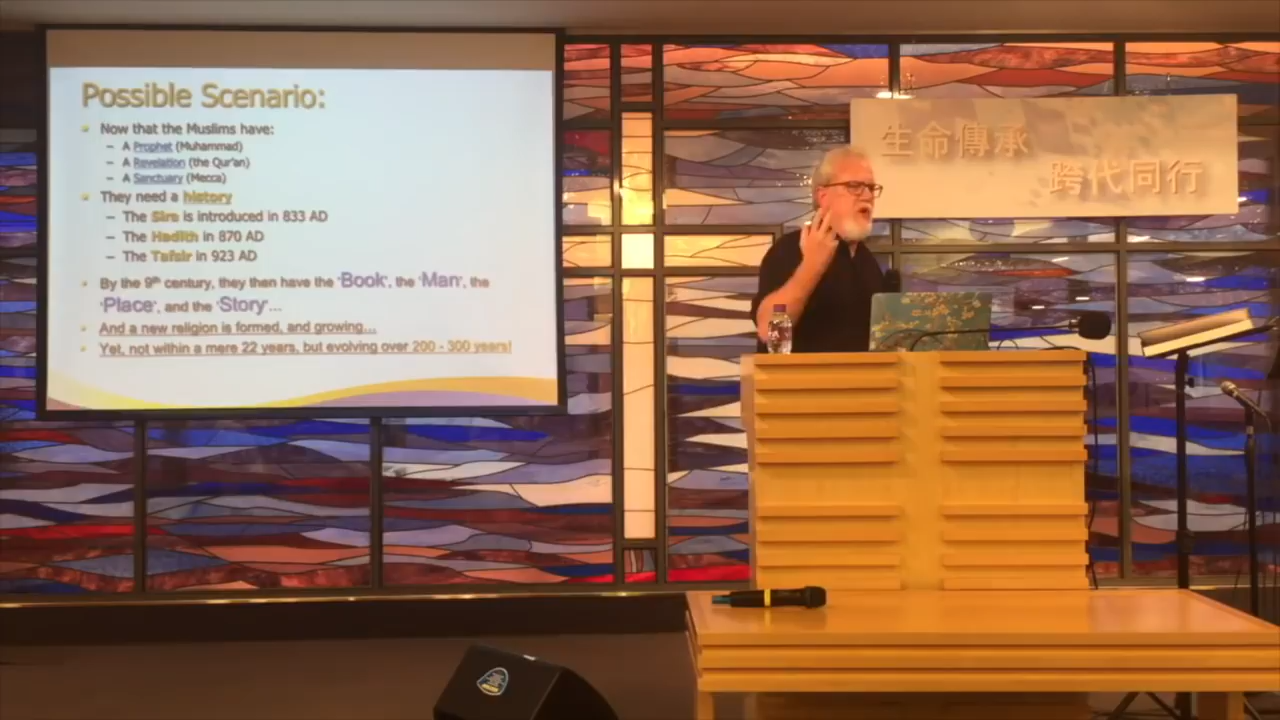 Possible Scenario:
Now that the Muslims have:
– A Prophet (Muhammad)
– A Revelation (the Qur'an)
– A Sanctuary (Mecca)
They need a history
– The Sira is introduced in 833 AD
– The Hadith in 870 AD
– The Tafsir in 923 AD
By the 9th century, they then have the 'Book', the 'Man', the
'Place', and the 'Story'...
And a new religion is formed, and growing...
Yet, not within a mere 22 years, but evolving over 200 - 300 years!
生命傳承
跨代同行